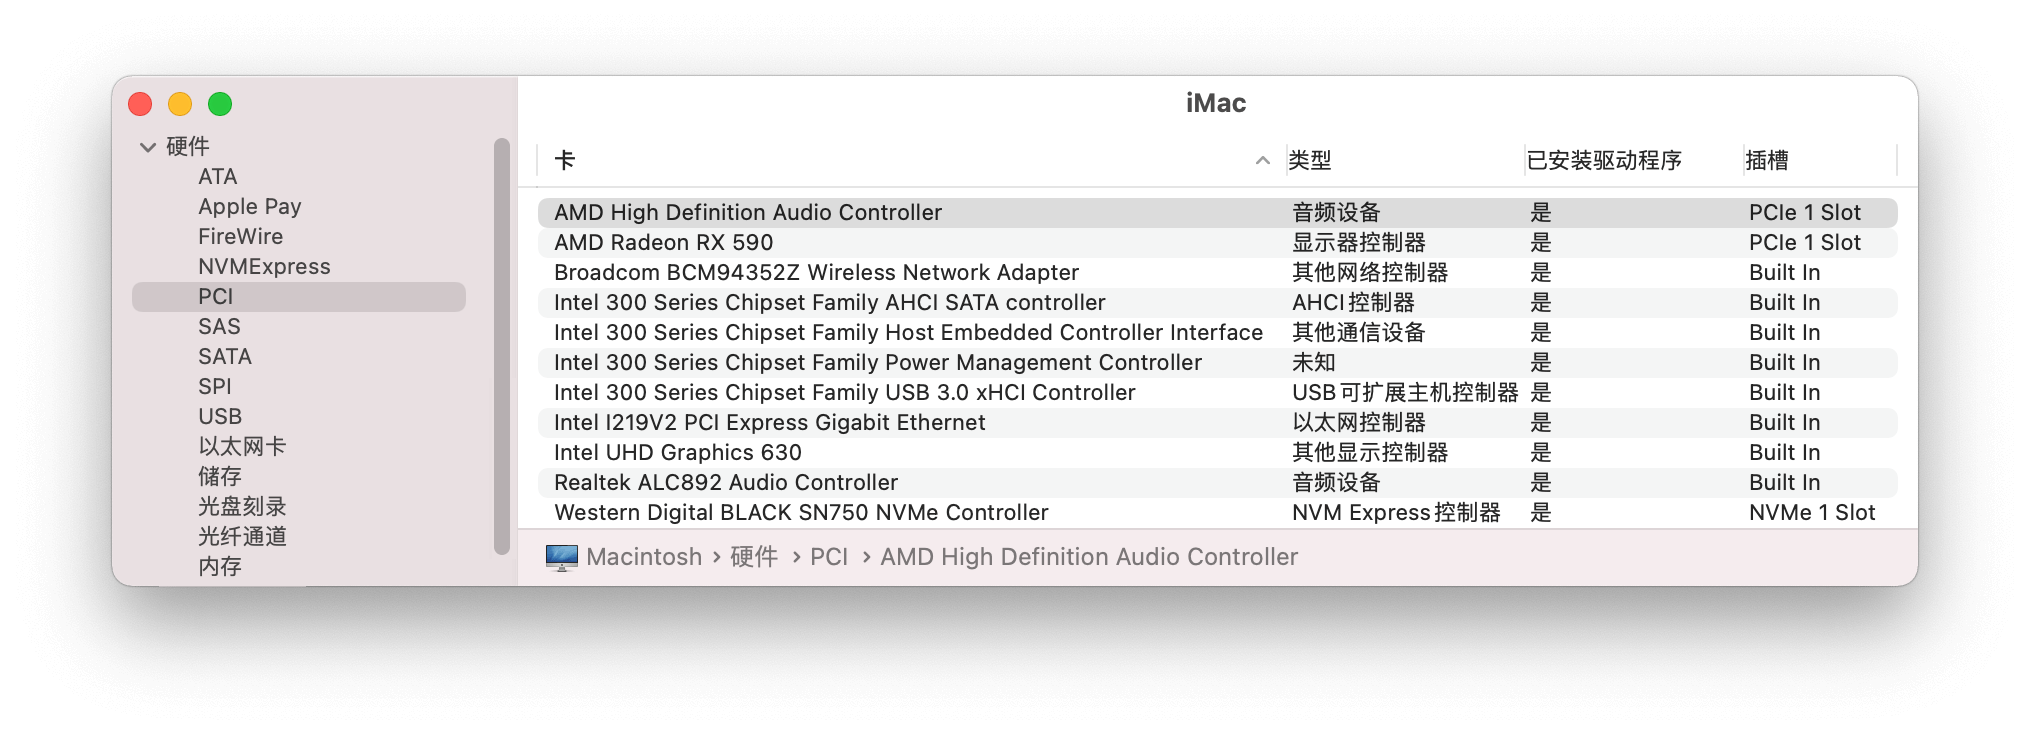 iMac
硬件
ATA
Apple Pay
FireWire
NVMExpress
PCI
SAS
SATA
SPI
USB
以太网卡
储存
光盘刻录
光纤通道
内存
卡 类型 已安装驱动程序 插槽
AMD High Definition Audio Controller 音频设备 是 PCIe 1 Slot
AMD Radeon RX 590 显示器控制器 是 PCIe 1 Slot
Broadcom BCM94352Z Wireless Network Adapter 其他网络控制器 是 Built In
Intel 300 Series Chipset Family AHCI SATA controller AHCI控制器 是 Built In
Intel 300 Series Chipset Family Host Embedded Controller Interface 其他通信设备 是 Built In
Intel 300 Series Chipset Family Power Management Controller 未知 是 Built In
Intel 300 Series Chipset Family USB 3.0 xHCI Controller USB可扩展主机控制器 是 Built In
Intel I219V2 PCI Express Gigabit Ethernet 以太网控制器 是 Built In
Intel UHD Graphics 630 其他显示控制器 是 Built In
Realtek ALC892 Audio Controller 音频设备 是 Built In
Western Digital BLACK SN750 NVMe Controller NVM Express控制器 是 NVMe 1 Slot
Macintosh › 硬件 › PCI › AMD High Definition Audio Controller